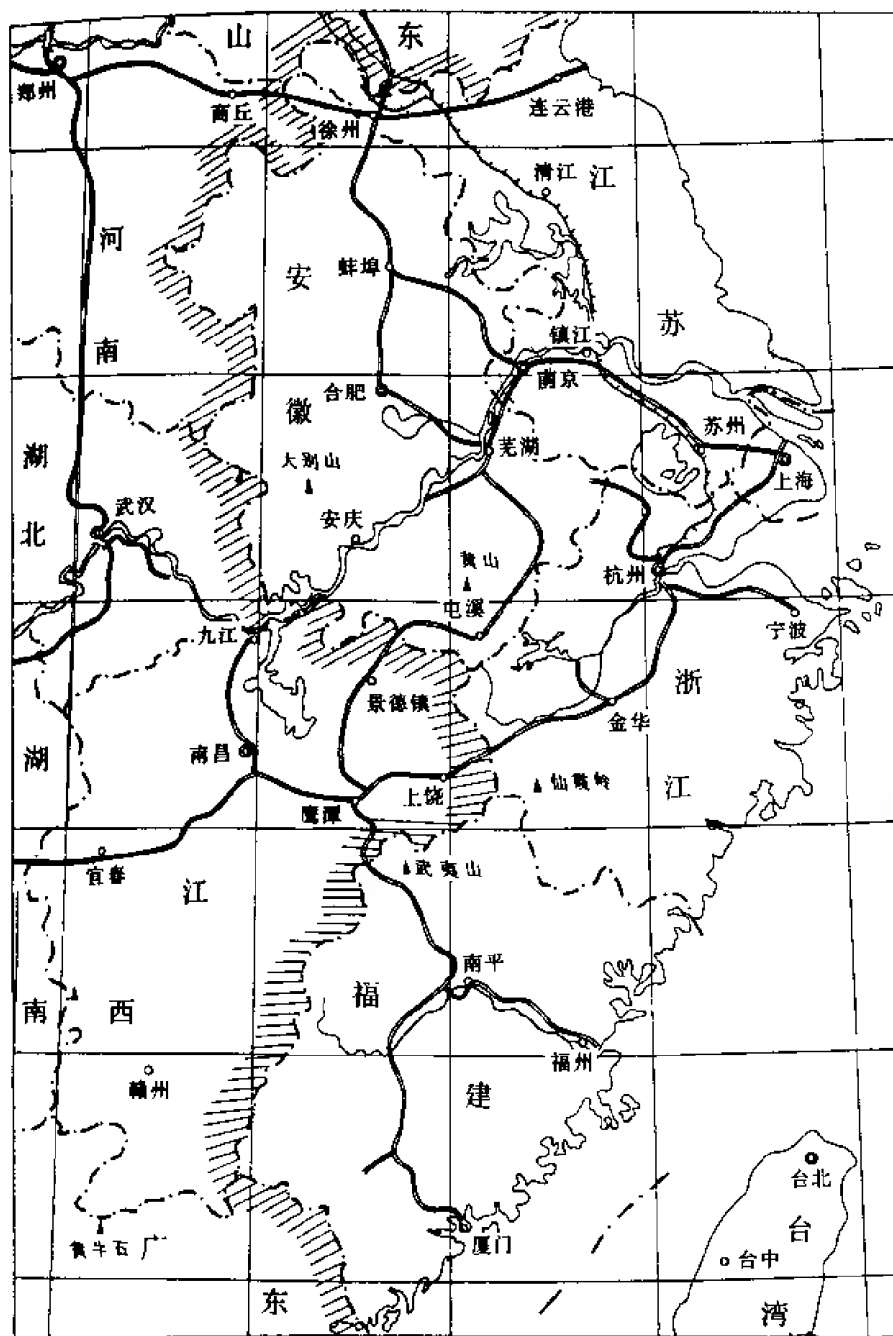 山
东
郑州
商丘
徐州
连云港
清江
江
河
安
蚌埠
苏
南
镇江
南京
合肥
徽
芜湖
苏州
上海
湖
北
大别山
武汉
安庆
黄山
杭州
屯溪
九江
宁波
景德镇
浙
金华
南昌
湖
上饶
仙霞岭
江
鹰潭
宜春
武夷山
江
南平
福
南
西
福州
赣州
建
台北
黄牛石
广
厦门
台
台中
东
湾